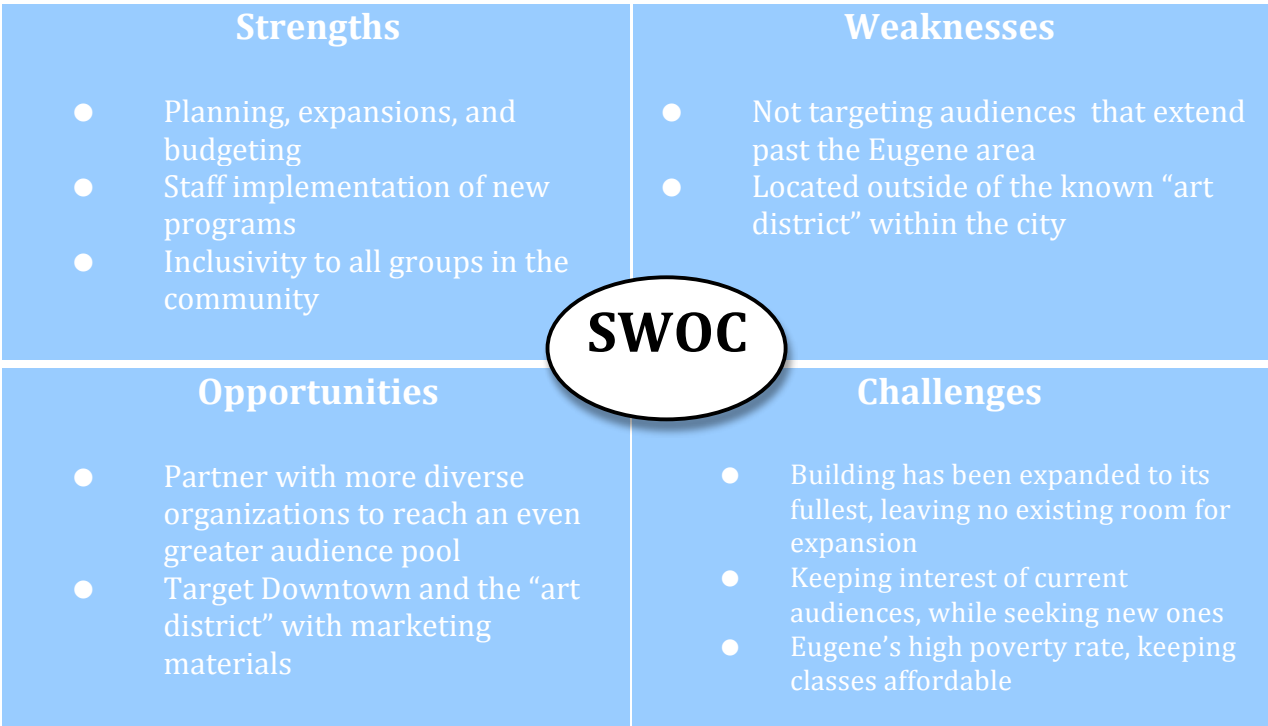 Strengths
● Planning, expansions, and
budgeting
● Staff implementation of new
programs
● Inclusivity to all groups in the
community
Weaknesses
● Not targeting audiences  that extend
past the Eugene area
● Located outside of the known “art
district” within the city
SWOC
Opportunities
● Partner with more diverse
organizations to reach an even
greater audience pool
● Target Downtown and the “art
district” with marketing
materials
Challenges
● Building has been expanded to its
fullest, leaving no existing room for
expansion
● Keeping interest of current
audiences, while seeking new ones
● Eugene’s high poverty rate, keeping
classes affordable